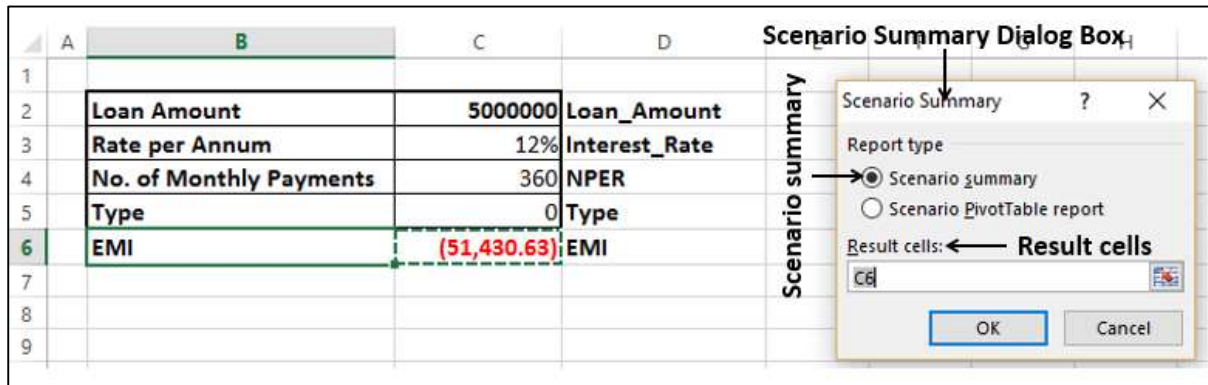 Scenario Summary Dialog Box
A B C D E F G H
1
2 Loan Amount 5000000 Loan_Amount
3 Rate per Annum 12% Interest_Rate
4 No. of Monthly Payments 360 NPER
5 Type 0 Type
6 EMI (51,430.63) EMI
7
8
9
Scenario summary
Scenario Summary ? ×
Report type
Scenario summary
Scenario PivotTable report
Result cells: Result cells
C6
OK Cancel